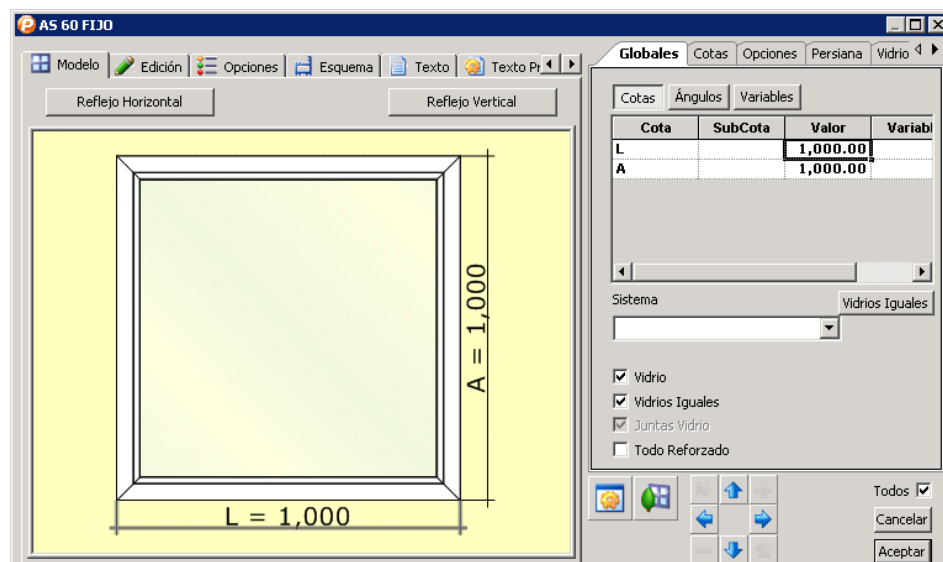 AS 60 FIJO
Modelo Edición Opciones Esquema Texto Texto Pr
Reflejo Horizontal Reflejo Vertical
A = 1,000
L = 1,000
Globales Cotas Opciones Persiana Vidrio
Cotas Ángulos Variables
Cota SubCota Valor Variabl
L 1,000.00
A 1,000.00
Sistema
Vidrios Iguales
Vidrio
Vidrios Iguales
Juntas Vidrio
Todo Reforzado
Todos
Cancelar
Aceptar